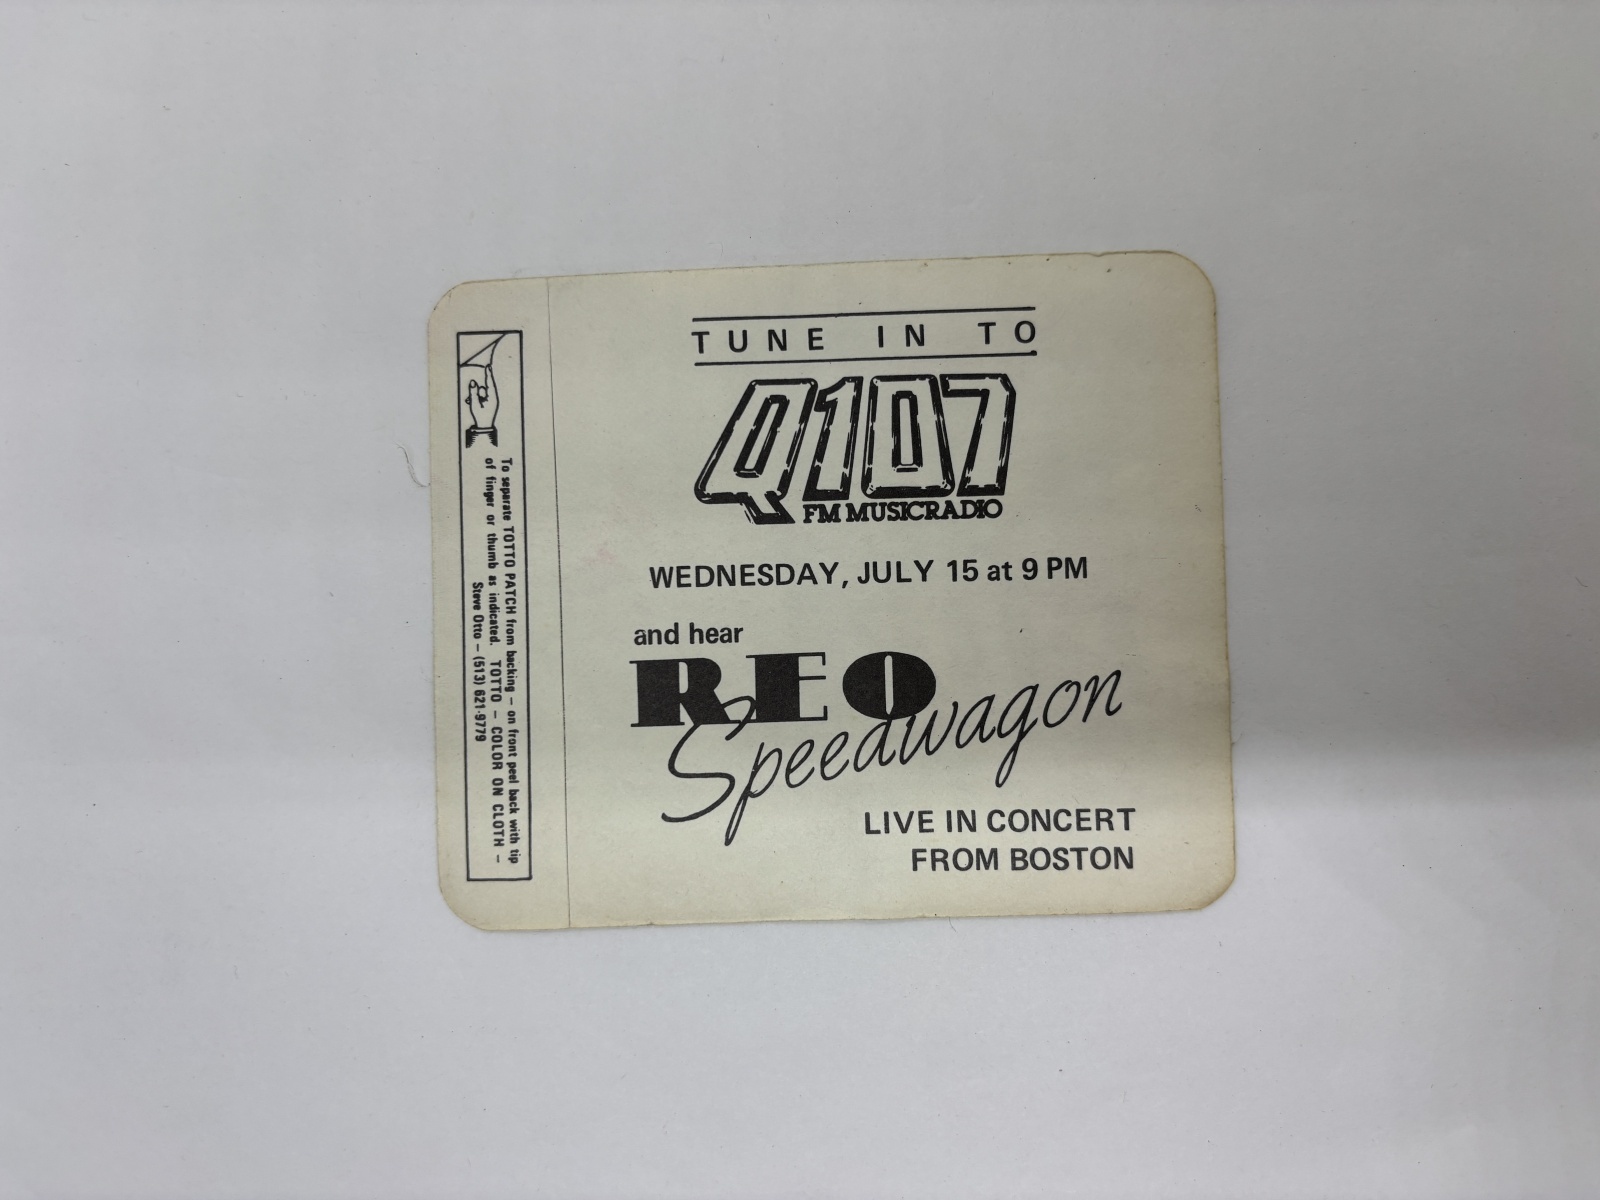 TUNE IN TO
Q107
FM MUSICRADIO
WEDNESDAY, JULY 15 at 9 PM
and hear
REO
Speedwagon
LIVE IN CONCERT
FROM BOSTON
To separate TOTTO PATCH from backing – on front peel back with tip
of finger or thumb as indicated. TOTTO – COLOR ON CLOTH –
Steve Otto – (513) 621-9779